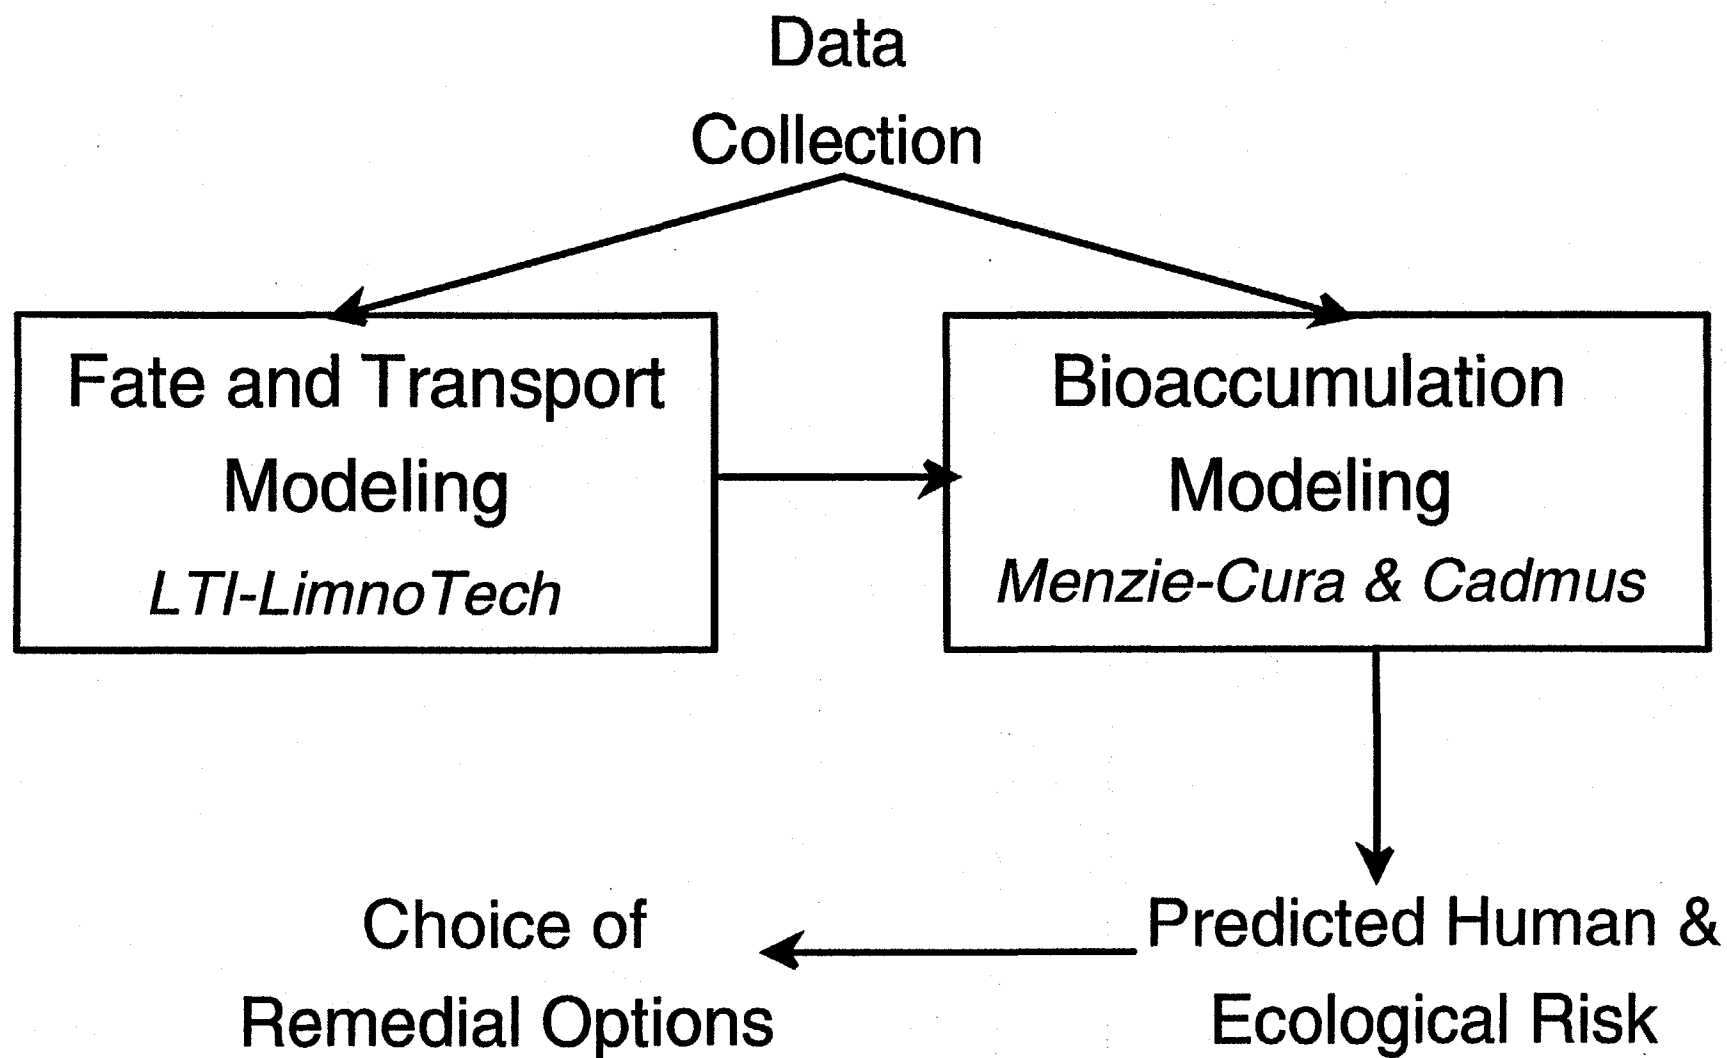 Data
Collection
Fate and Transport
Modeling
LTI-LimnoTech
Bioaccumulation
Modeling
Menzie-Cura & Cadmus
Choice of
Remedial Options
Predicted Human &
Ecological Risk